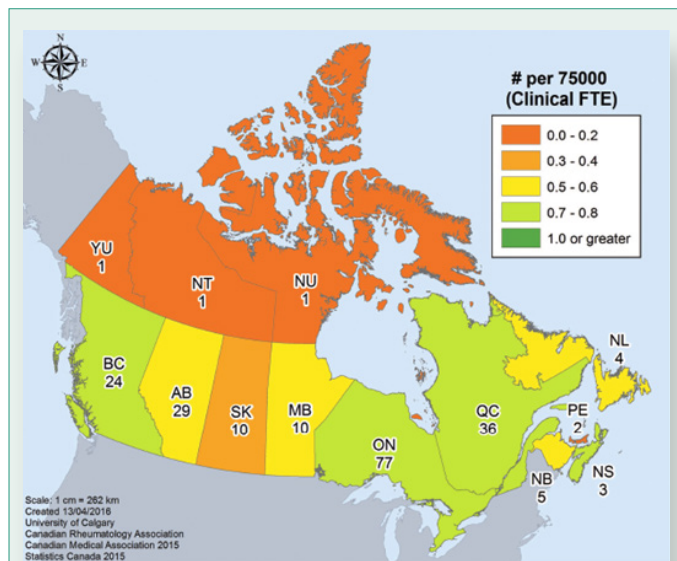 N
W E
S
# per 75000
(Clinical FTE)
0.0 - 0.2
0.3 - 0.4
0.5 - 0.6
0.7 - 0.8
1.0 or greater
YU
1
NT
1
NU
1
BC
24
AB
29
SK
10
MB
10
ON
77
QC
36
NL
4
PE
2
NB
5
NS
3
Scale: 1 cm = 262 km
Created 13/04/2016
University of Calgary
Canadian Rheumatology Association
Canadian Medical Association 2015
Statistics Canada 2015